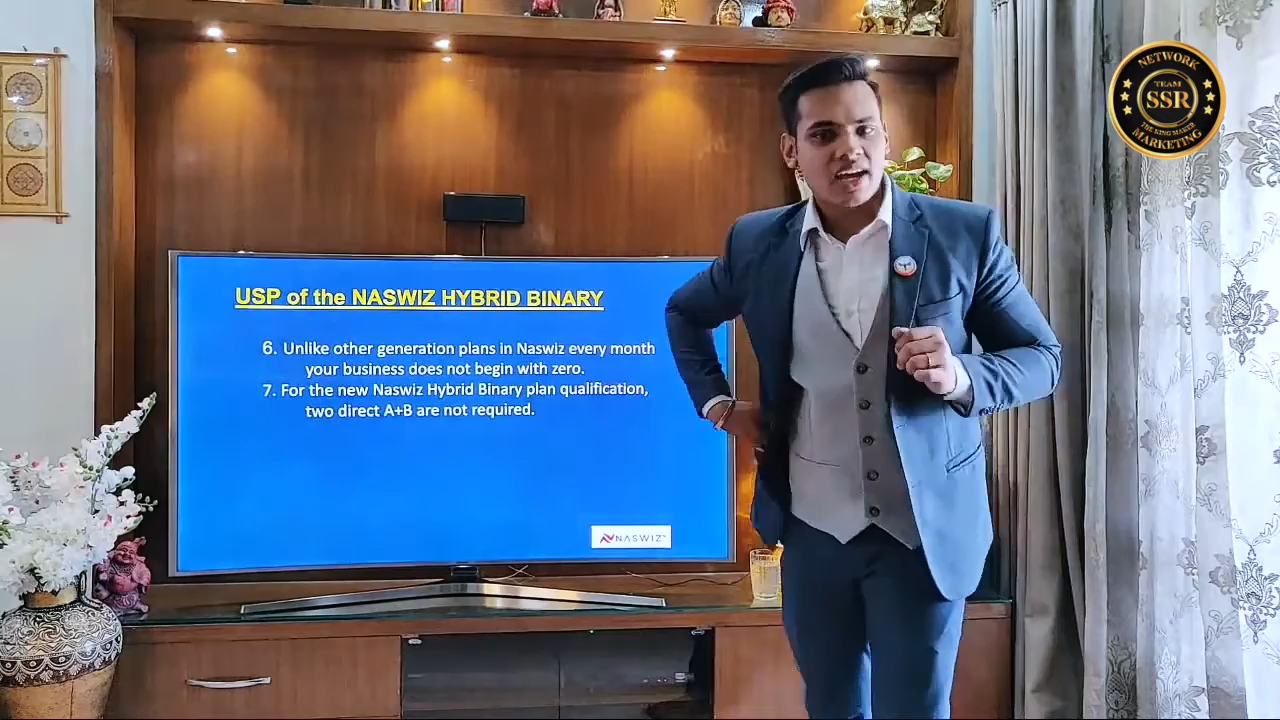 USP of the NASWIZ HYBRID BINARY
6. Unlike other generation plans in Naswiz every month
your business does not begin with zero.
7. For the new Naswiz Hybrid Binary plan qualification,
two direct A+B are not required.
NASWIZ
NETWORK
TEAM
SSR
THE KING MAKER
MARKETING